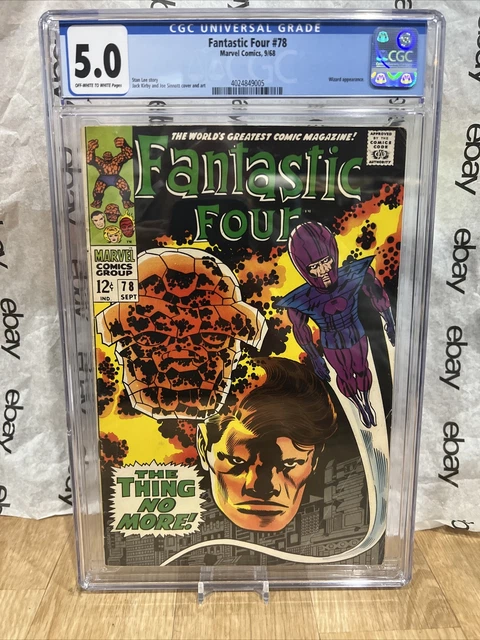 CGC UNIVERSAL GRADE
5.0
OFF-WHITE TO WHITE Pages
Fantastic Four #78
Marvel Comics, 9/68
Stan Lee story
Jack Kirby and Joe Sinnott cover and art
Wizard appearance.
4024849005
CGC
THE WORLD'S GREATEST COMIC MAGAZINE!
Fantastic
FOUR
APPROVED
BY THE
COMICS
CODE
AUTHORITY
MARVEL
COMICS
GROUP
12¢
IND.
78
SEPT
THE
THING
NO
MORE!
ebay
ebay
ebay
ebay
ebay
ebay
ebay
ebay